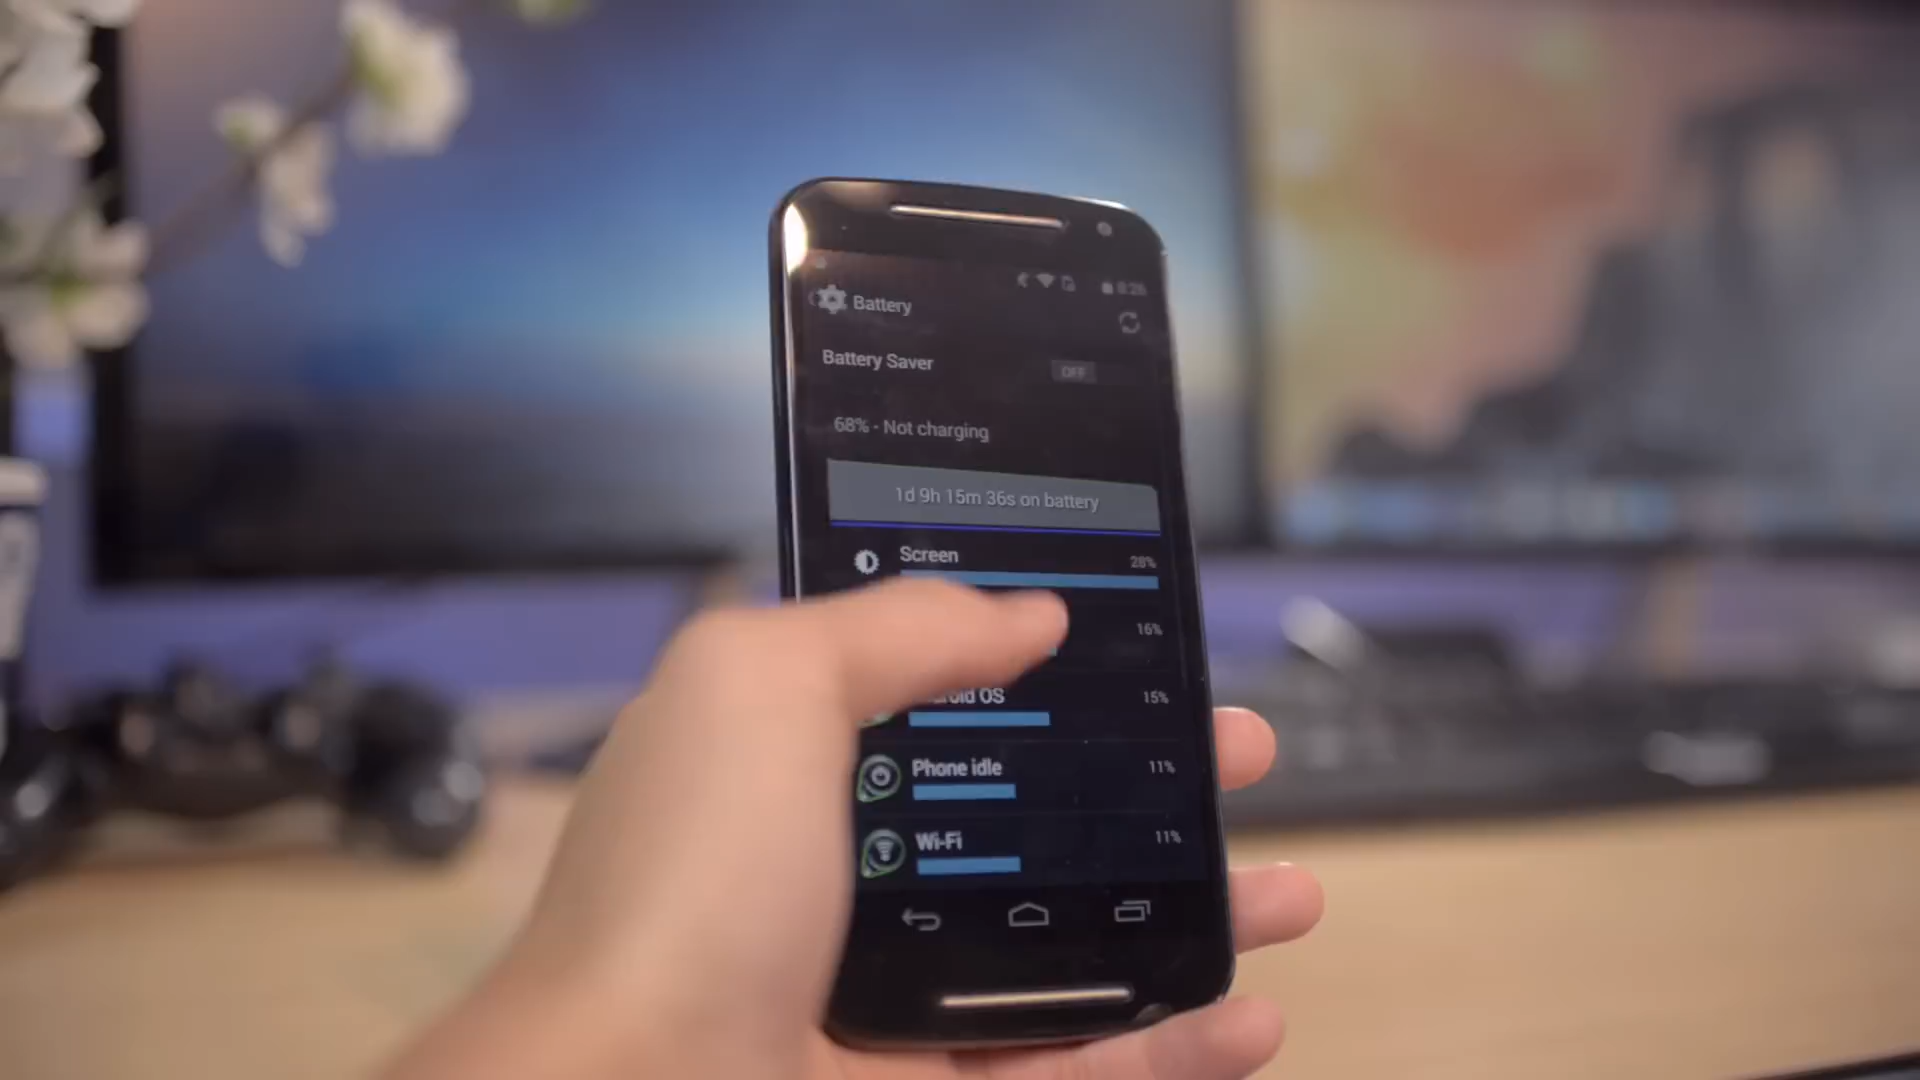 Battery
Battery Saver
OFF
68% - Not charging
1d 9h 15m 36s on battery
Screen
28%
16%
OS
15%
Phone idle
11%
Wi-Fi
11%